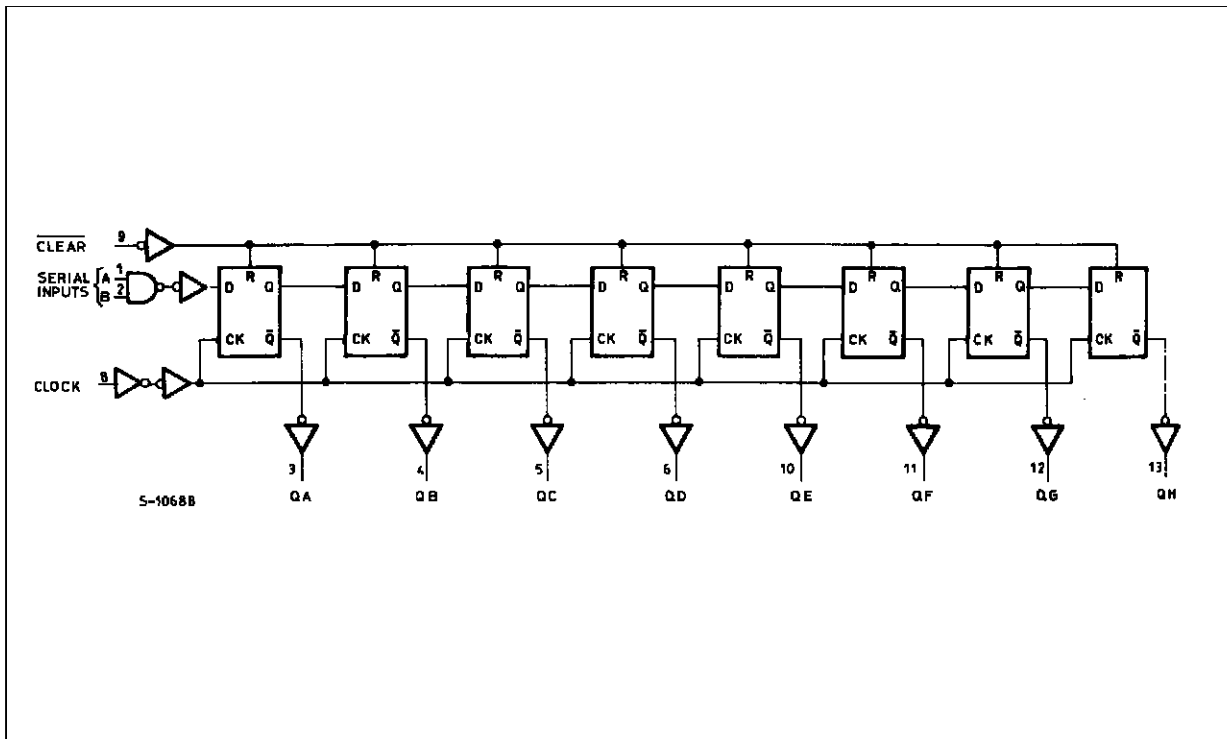 CLEAR 9
R R R R R R R R
SERIAL INPUTS { A 1
B 2
D Q D Q D Q D Q D Q D Q D Q D
CK Q̅ CK Q̅ CK Q̅ CK Q̅ CK Q̅ CK Q̅ CK Q̅ CK Q̅
CLOCK 8
3 4 5 6 10 11 12 13
S-1068B QA QB QC QD QE QF QG QH